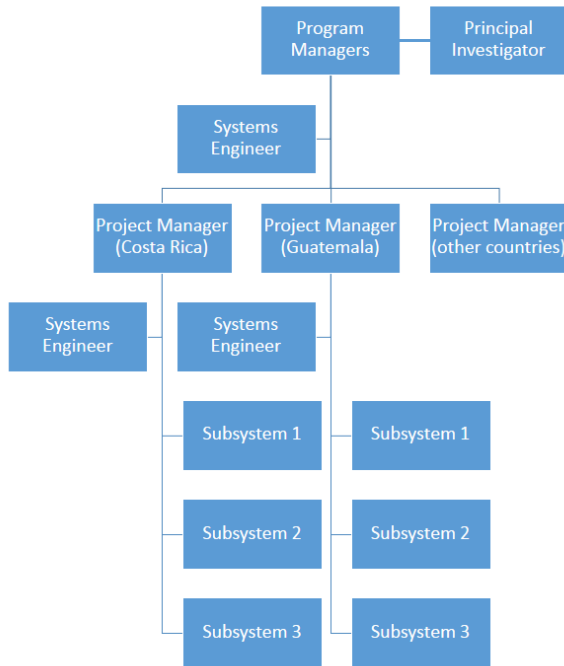 Program
Managers
Principal
Investigator
Systems
Engineer
Project Manager
(Costa Rica)
Project Manager
(Guatemala)
Project Manager
(other countries)
Systems
Engineer
Systems
Engineer
Subsystem 1
Subsystem 1
Subsystem 2
Subsystem 2
Subsystem 3
Subsystem 3